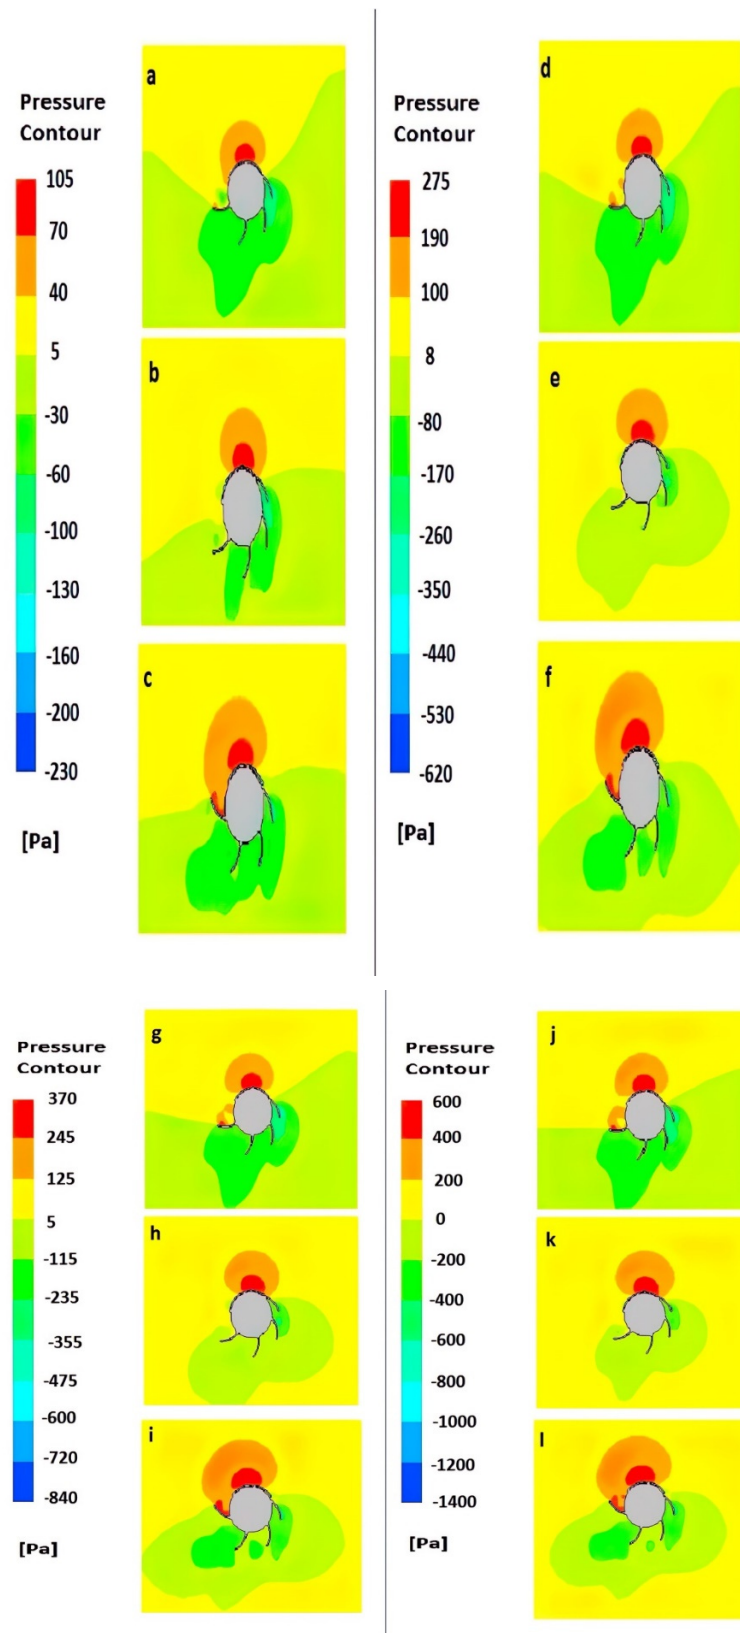 a
Pressure
Contour
105
70
40
5
-30
-60
-100
-130
-160
-200
-230
[Pa]
b
c
d
Pressure
Contour
275
190
100
8
-80
-170
-260
-350
-440
-530
-620
[Pa]
e
f
g
Pressure
Contour
370
245
125
5
-115
-235
-355
-475
-600
-720
-840
[Pa]
h
i
j
Pressure
Contour
600
400
200
0
-200
-400
-600
-800
-1000
-1200
-1400
[Pa]
k
l